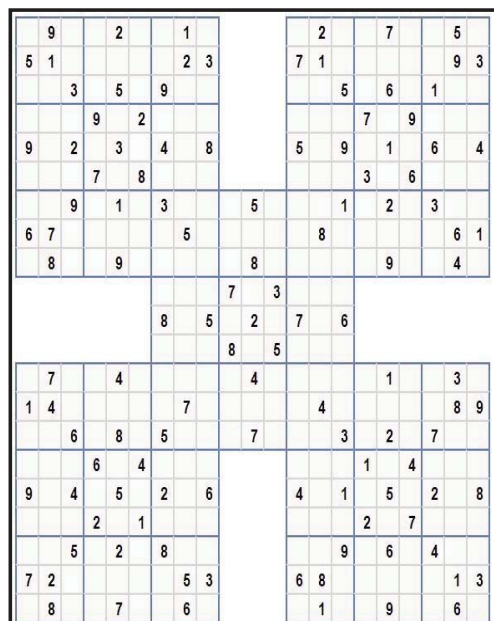 9 2 1 2 7 5
5 1 2 3 7 1 9 3
3 5 9 5 6 1
9 2 7 9
9 2 3 4 8 5 9 1 6 4
7 8 3 6
9 1 3 5 1 2 3
6 7 5 8 6 1
8 9 8 9 4
7 3
8 5 2 7 6
8 5
7 4 4 1 3
1 4 7 4 8 9
6 8 5 7 3 2 7
6 4 1 4
9 4 5 2 6 4 1 5 2 8
2 1 2 7
5 2 8 9 6 4
7 2 5 3 6 8 1 3
8 7 6 1 9 6